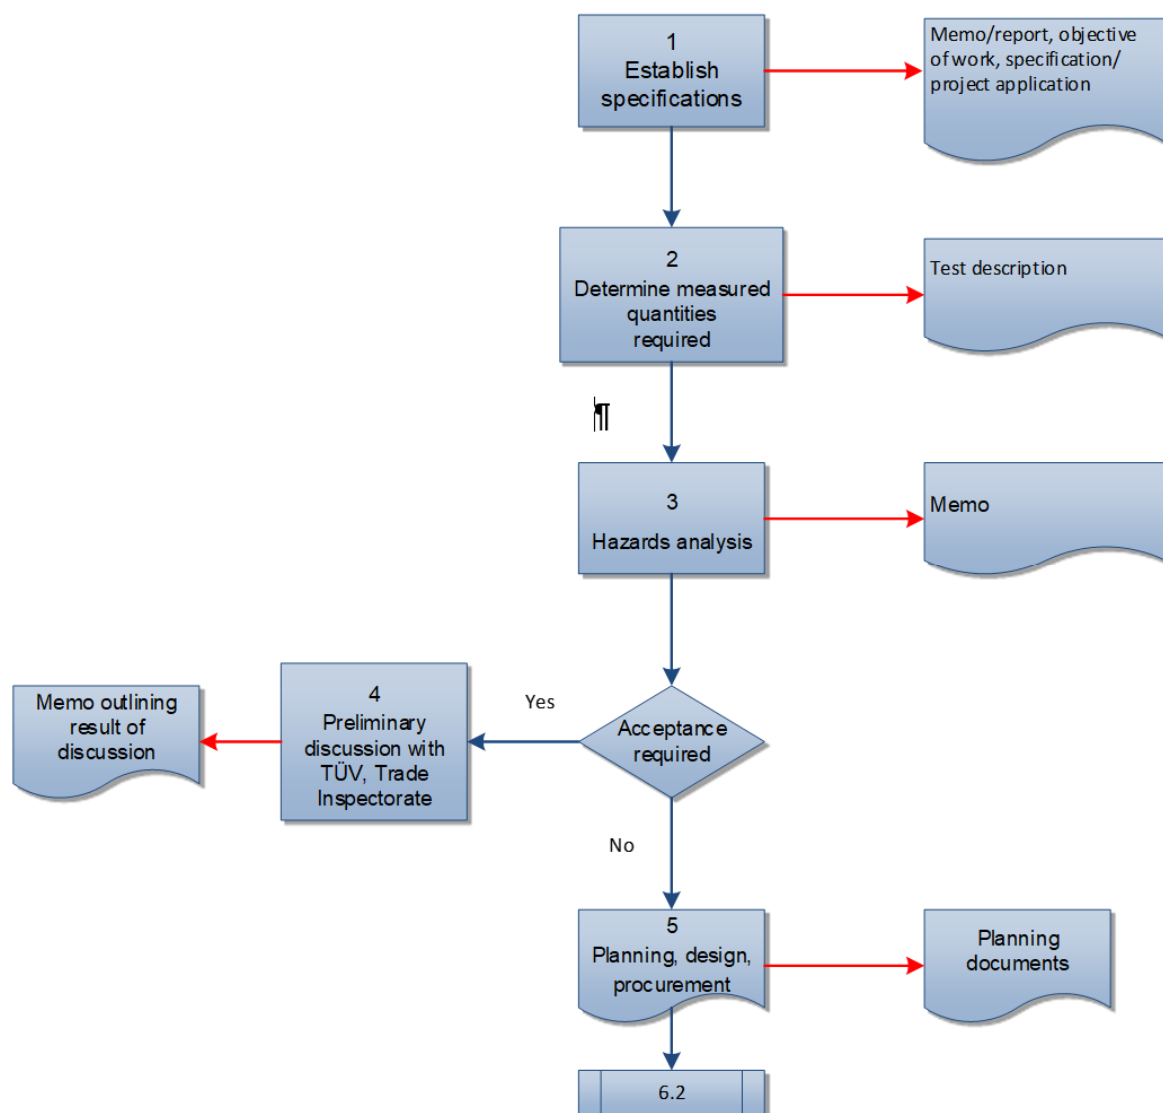 1
Establish
specifications
Memo/report, objective
of work, specification/
project application
2
Determine measured
quantities
required
Test description
¶
3
Hazards analysis
Memo
Acceptance
required
Yes
4
Preliminary
discussion with
TÜV, Trade
Inspectorate
Memo outlining
result of
discussion
No
5
Planning, design,
procurement
Planning
documents
6.2